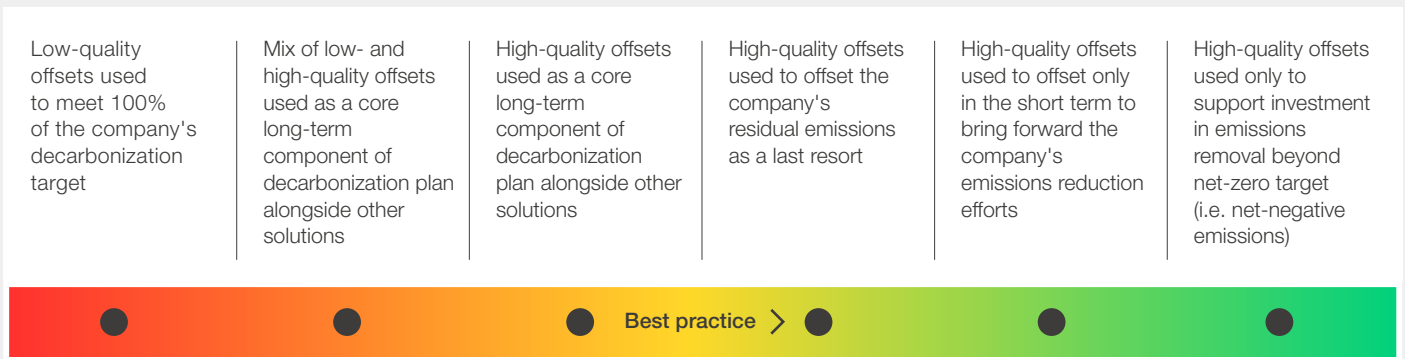 Low-quality
offsets used
to meet 100%
of the company's
decarbonization
target
Mix of low- and
high-quality offsets
used as a core
long-term
component of
decarbonization plan
alongside other
solutions
High-quality offsets
used as a core
long-term
component of
decarbonization
plan alongside other
solutions
High-quality offsets
used to offset the
company's
residual emissions
as a last resort
High-quality offsets
used to offset only
in the short term to
bring forward the
company's
emissions reduction
efforts
High-quality offsets
used only to
support investment
in emissions
removal beyond
net-zero target
(i.e. net-negative
emissions)
Best practice